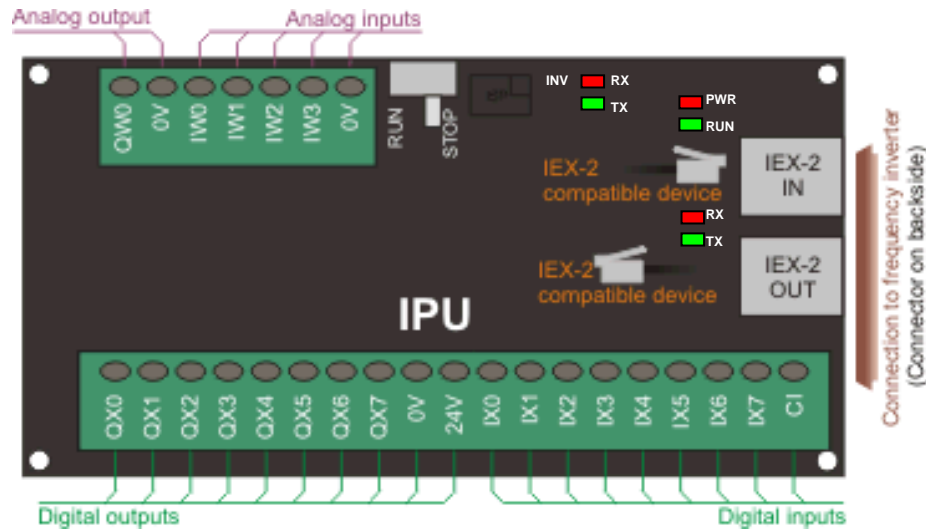 Analog output
Analog inputs
QW0
0V
IW0
IW1
IW2
IW3
0V
RUN
STOP
INV
RX
TX
PWR
RUN
IEX-2
compatible device
IEX-2
IN
RX
TX
IEX-2
compatible device
IEX-2
OUT
IPU
Connection to frequency inverter
(Connector on backside)
QX0
QX1
QX2
QX3
QX4
QX5
QX6
QX7
0V
24V
IX0
IX1
IX2
IX3
IX4
IX5
IX6
IX7
CI
Digital outputs
Digital inputs